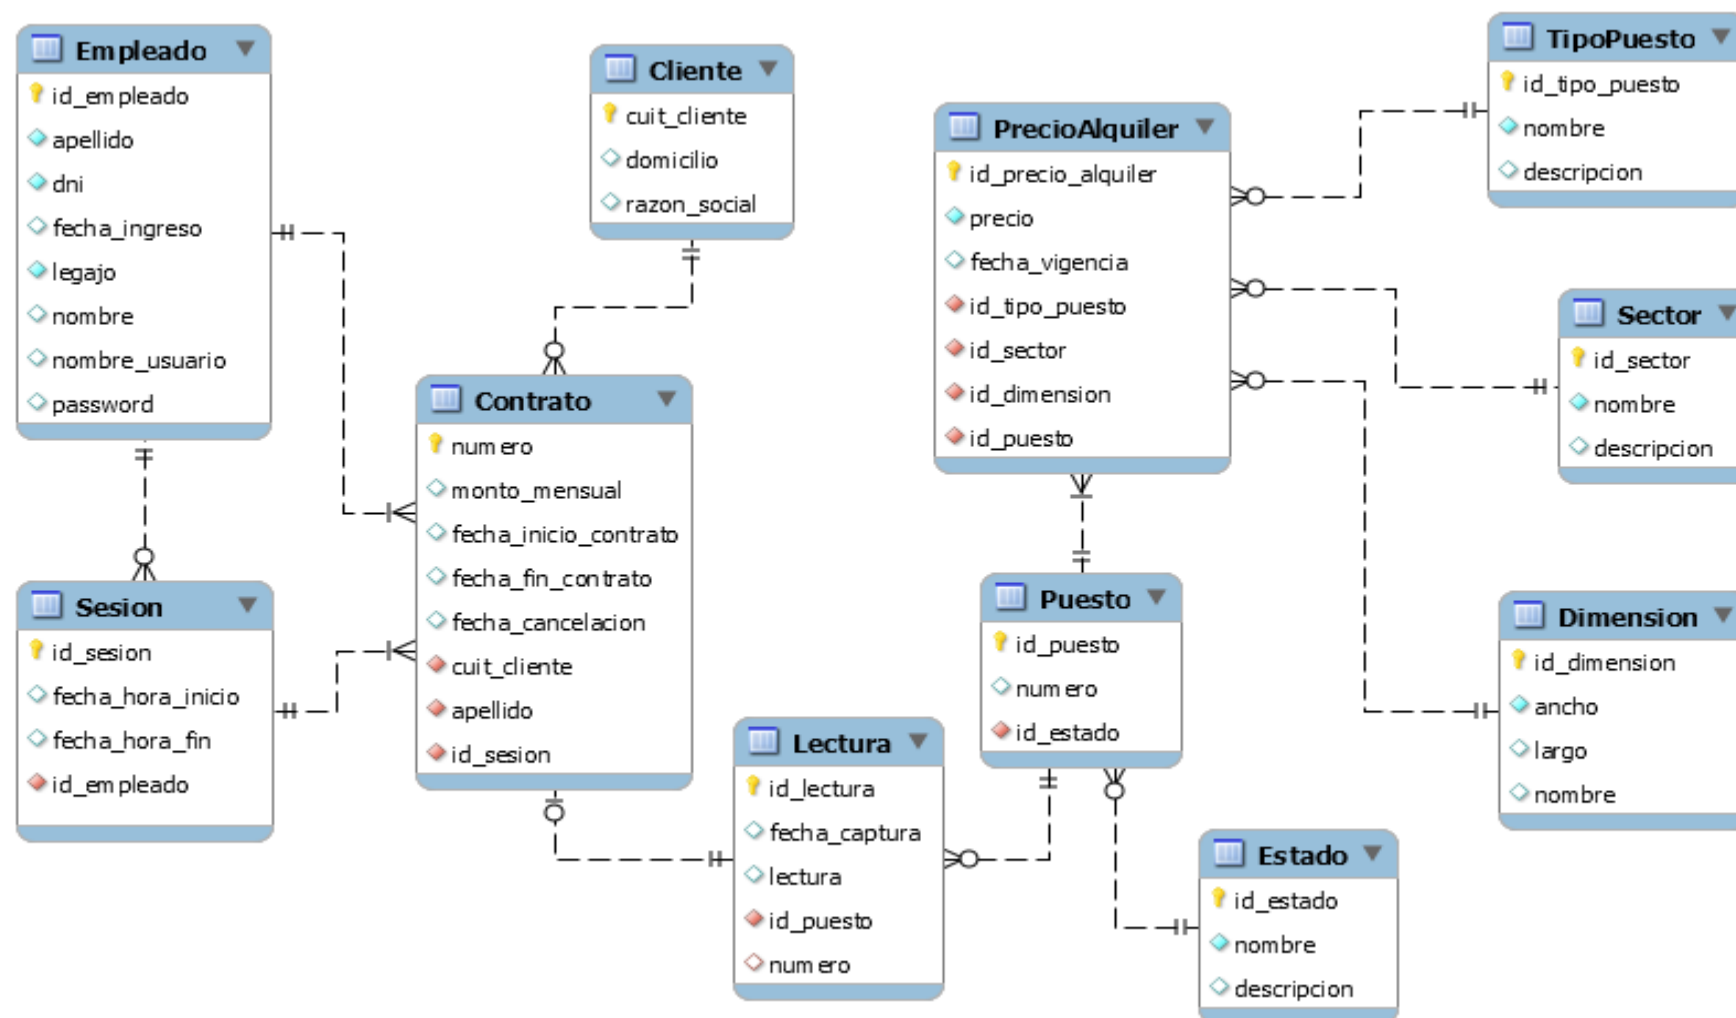 Empleado
id_empleado
apellido
dni
fecha_ingreso
legajo
nombre
nombre_usuario
password
Cliente
cuit_cliente
domicilio
razon_social
PrecioAlquiler
id_precio_alquiler
precio
fecha_vigencia
id_tipo_puesto
id_sector
id_dimension
id_puesto
TipoPuesto
id_tipo_puesto
nombre
descripcion
Sector
id_sector
nombre
descripcion
Contrato
numero
monto_mensual
fecha_inicio_contrato
fecha_fin_contrato
fecha_cancelacion
cuit_cliente
apellido
id_sesion
Sesion
id_sesion
fecha_hora_inicio
fecha_hora_fin
id_empleado
Puesto
id_puesto
numero
id_estado
Dimension
id_dimension
ancho
largo
nombre
Lectura
id_lectura
fecha_captura
lectura
id_puesto
numero
Estado
id_estado
nombre
descripcion